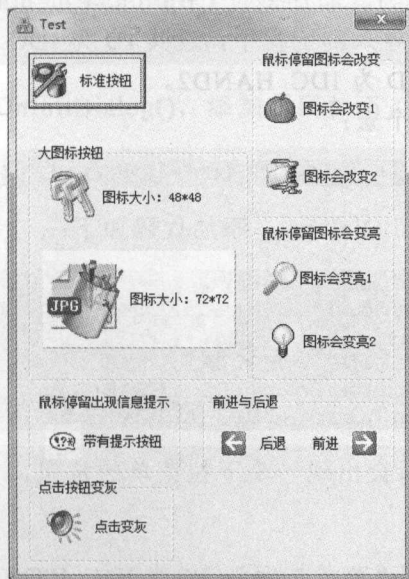 Test
标准按钮
鼠标停留图标会改变
图标会改变1
图标会改变2
大图标按钮
图标大小: 48*48
JPG
图标大小: 72*72
鼠标停留图标会变亮
图标会变亮1
图标会变亮2
鼠标停留出现信息提示
带有提示按钮
前进与后退
后退 前进
点击按钮变灰
点击变灰
D 为 IDC_HAND2。